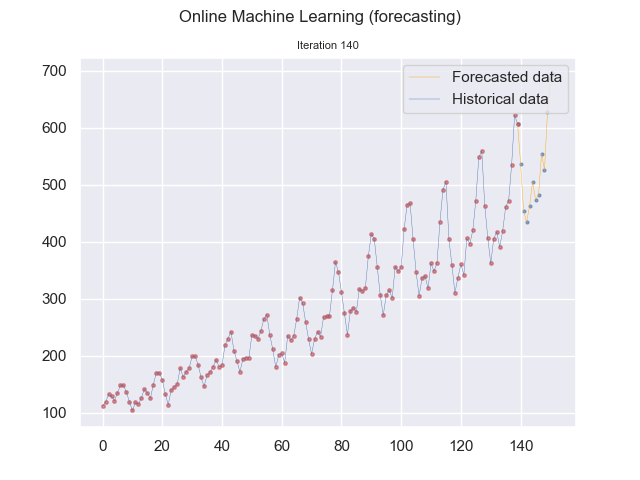 Online Machine Learning (forecasting)
Iteration 140
Forecasted data
Historical data
700
600
500
400
300
200
100
0 20 40 60 80 100 120 140